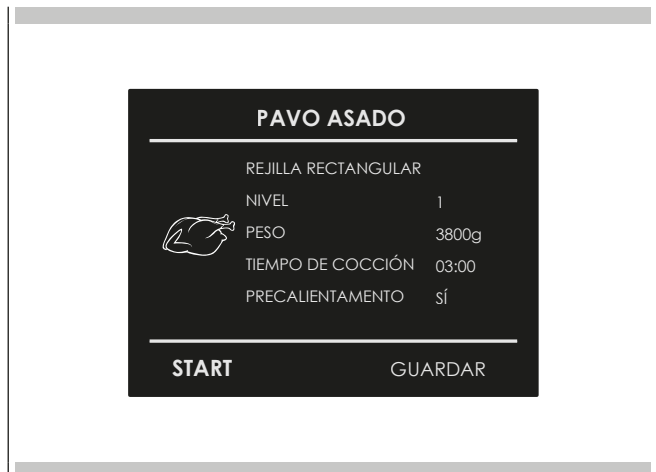 PAVO ASADO
REJILLA RECTANGULAR
NIVEL 1
PESO 3800g
TIEMPO DE COCCIÓN 03:00
PRECALIENTAMENTO SÍ
START GUARDAR